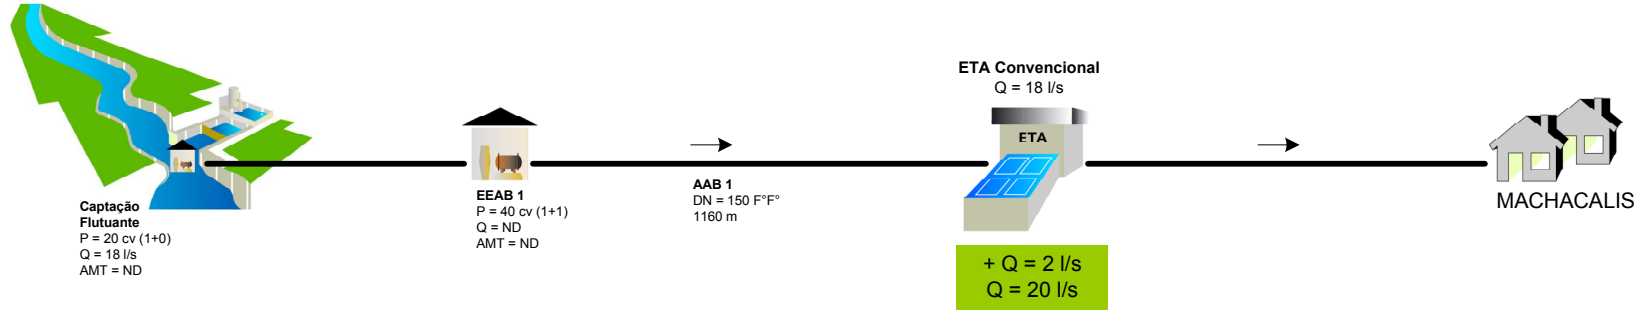 Captação
Flutuante
P = 20 cv (1+0)
Q = 18 l/s
AMT = ND
EEAB 1
P = 40 cv (1+1)
Q = ND
AMT = ND
AAB 1
DN = 150 F°F°
1160 m
ETA Convencional
Q = 18 l/s
ETA
+ Q = 2 l/s
Q = 20 l/s
MACHACALIS